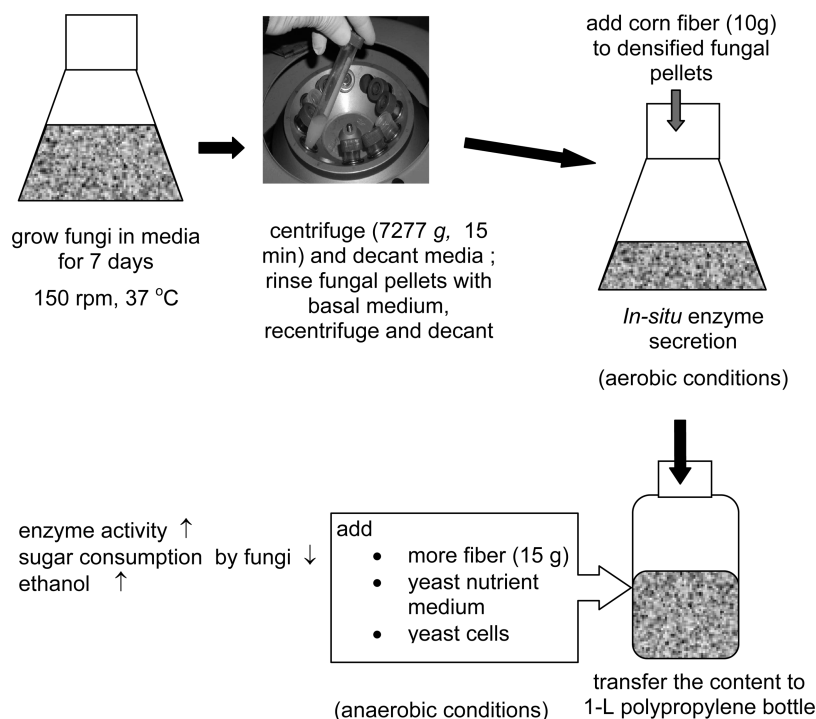 grow fungi in media
for 7 days
150 rpm, 37 °C
centrifuge (7277 g, 15
min) and decant media ;
rinse fungal pellets with
basal medium,
recentrifuge and decant
add corn fiber (10g)
to densified fungal
pellets
In-situ enzyme
secretion
(aerobic conditions)
transfer the content to
1-L polypropylene bottle
add
• more fiber (15 g)
• yeast nutrient
medium
• yeast cells
(anaerobic conditions)
enzyme activity ↑
sugar consumption by fungi ↓
ethanol ↑